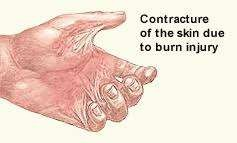 Contracture
of the skin due
to burn injury